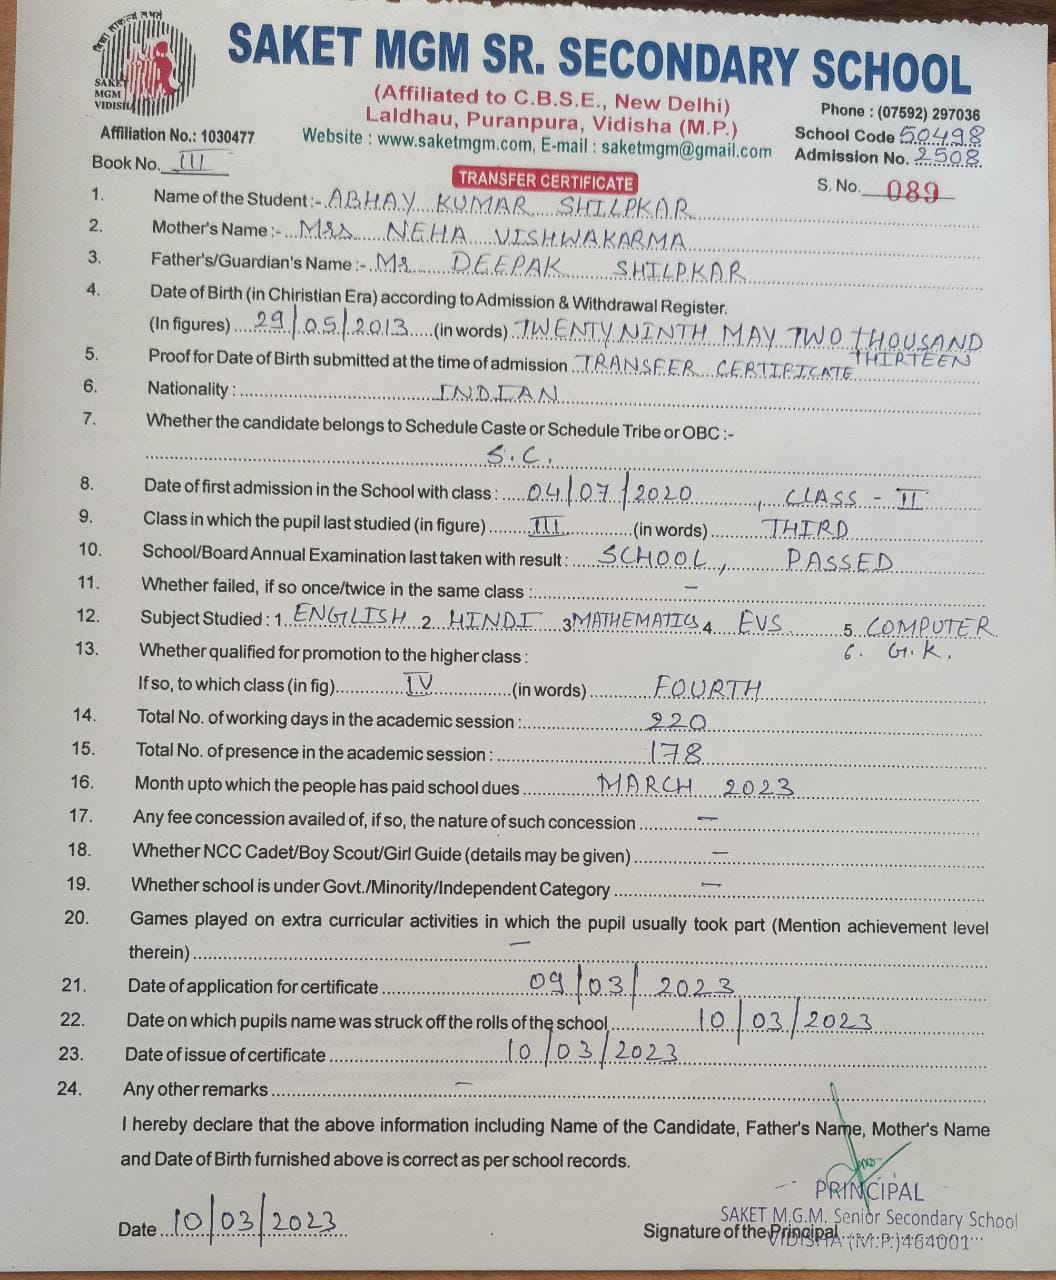 SAKET MGM SR. SECONDARY SCHOOL
SAKET
MGM
VIDISHA
(Affiliated to C.B.S.E., New Delhi)
Laldhau, Puranpura, Vidisha (M.P.)
Phone : (07592) 297036
Affiliation No.: 1030477
Website : www.saketmgm.com, E-mail : saketmgm@gmail.com
School Code 50498
Book No. III
Admission No. 2508
TRANSFER CERTIFICATE
S. No. 089
1. Name of the Student :- ABHAY KUMAR SHILPKAR
2. Mother's Name :- Mrs NEHA VISHWAKARMA
3. Father's/Guardian's Name :- Mr DEEPAK SHILPKAR
4. Date of Birth (in Chiristian Era) according to Admission & Withdrawal Register.
(In figures) 29/05/2013 (in words) TWENTY NINTH MAY TWO THOUSAND
THIRTEEN
5. Proof for Date of Birth submitted at the time of admission TRANSFER CERTIFICATE
6. Nationality : INDIAN
7. Whether the candidate belongs to Schedule Caste or Schedule Tribe or OBC :-
S.C.
8. Date of first admission in the School with class : 04/07/2020, CLASS - II
9. Class in which the pupil last studied (in figure) III (in words) THIRD
10. School/Board Annual Examination last taken with result : SCHOOL, PASSED
11. Whether failed, if so once/twice in the same class : –
12. Subject Studied : 1. ENGLISH 2. HINDI 3 MATHEMATICS 4. EVS 5. COMPUTER
6. G.K.
13. Whether qualified for promotion to the higher class :
If so, to which class (in fig) IV (in words) FOURTH
14. Total No. of working days in the academic session : 220
15. Total No. of presence in the academic session : 178
16. Month upto which the people has paid school dues MARCH 2023
17. Any fee concession availed of, if so, the nature of such concession –
18. Whether NCC Cadet/Boy Scout/Girl Guide (details may be given) –
19. Whether school is under Govt./Minority/Independent Category –
20. Games played on extra curricular activities in which the pupil usually took part (Mention achievement level
therein) –
21. Date of application for certificate 09/03/2023
22. Date on which pupils name was struck off the rolls of the school 10/03/2023
23. Date of issue of certificate 10/03/2023
24. Any other remarks –
I hereby declare that the above information including Name of the Candidate, Father's Name, Mother's Name
and Date of Birth furnished above is correct as per school records.
PRINCIPAL
SAKET M.G.M. Senior Secondary School
Date 10/03/2023
Signature of the Principal
VIDISHA (M.P.) 464001